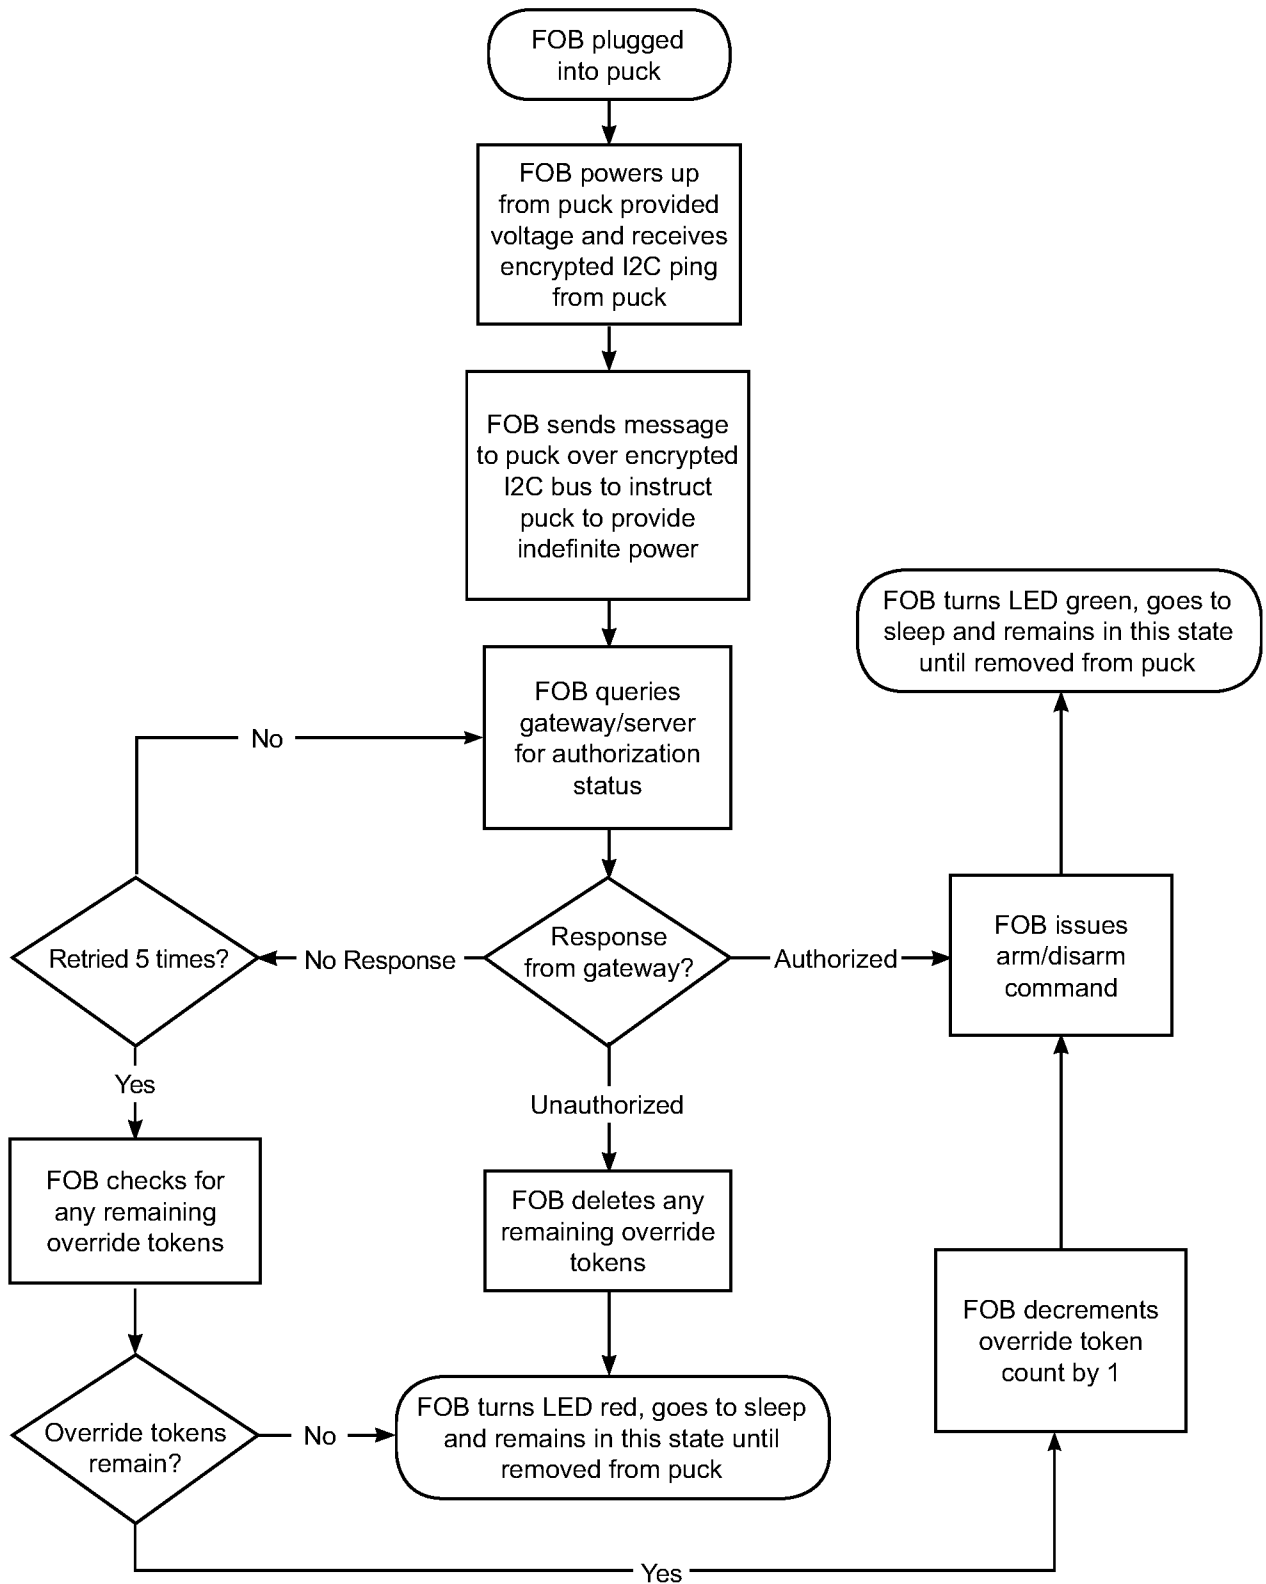 FOB plugged
into puck
FOB powers up
from puck provided
voltage and receives
encrypted I2C ping
from puck
FOB sends message
to puck over encrypted
I2C bus to instruct
puck to provide
indefinite power
FOB turns LED green, goes to
sleep and remains in this state
until removed from puck
FOB queries
gateway/server
for authorization
status
No
Retried 5 times?
No Response
Response
from gateway?
Authorized
FOB issues
arm/disarm
command
Yes
Unauthorized
FOB checks for
any remaining
override tokens
FOB deletes any
remaining override
tokens
FOB decrements
override token
count by 1
Override tokens
remain?
No
FOB turns LED red, goes to sleep
and remains in this state until
removed from puck
Yes